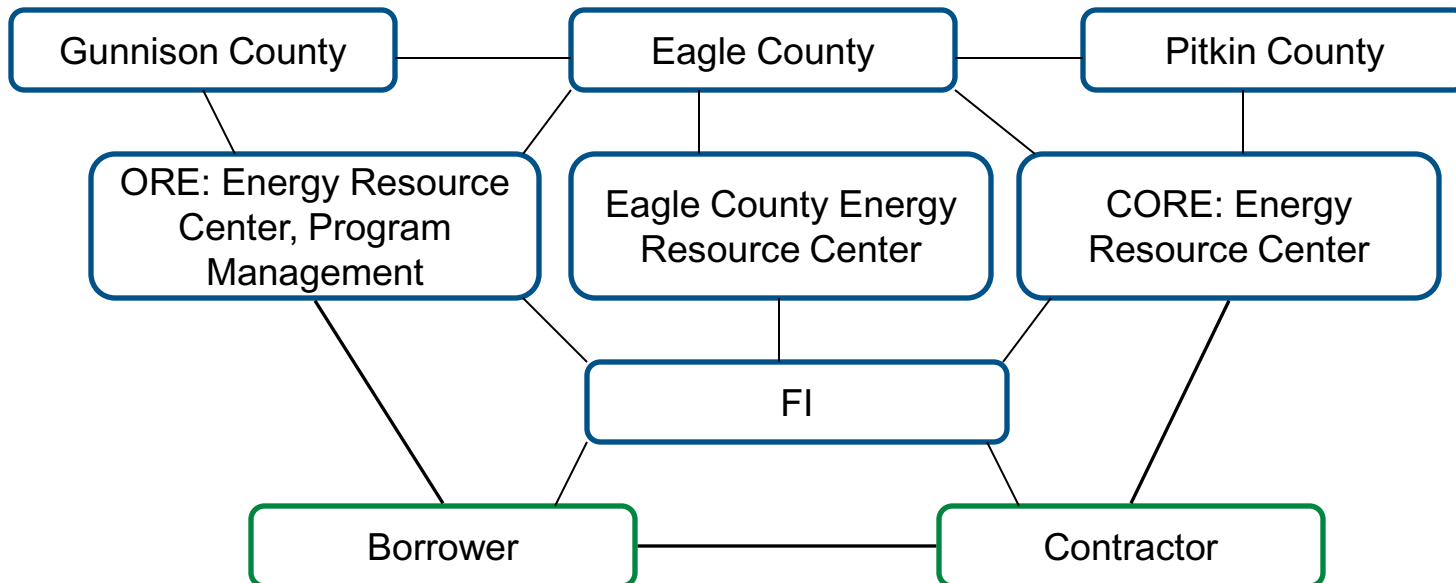 Gunnison County
Eagle County
Pitkin County
ORE: Energy Resource
Center, Program
Management
Eagle County Energy
Resource Center
CORE: Energy
Resource Center
FI
Borrower
Contractor